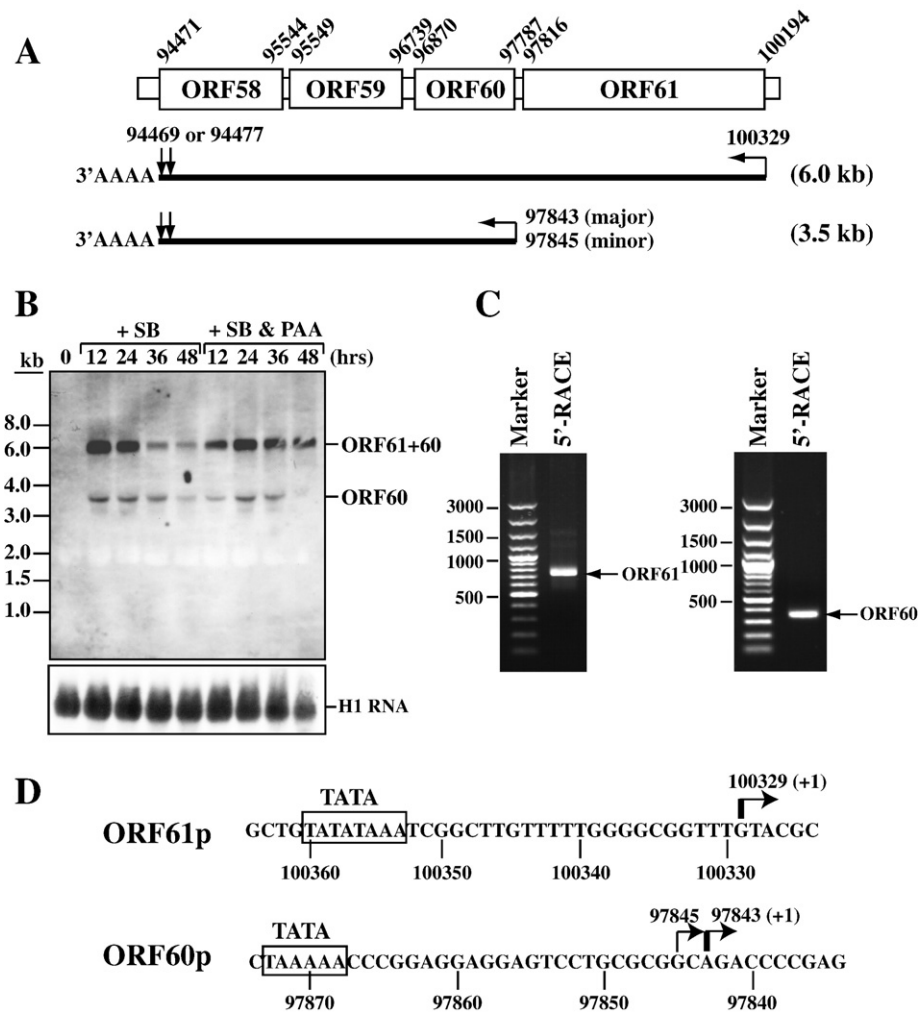 A
94471 95544 95549 96739 96870 97787 97816 100194
ORF58 ORF59 ORF60 ORF61
94469 or 94477
100329
3'AAAA (6.0 kb)
97843 (major)
3'AAAA 97845 (minor) (3.5 kb)
B
+ SB + SB & PAA
kb 0 12 24 36 48 12 24 36 48 (hrs)
8.0
6.0
4.0
3.0
2.0
1.5
1.0
ORF61+60
ORF60
H1 RNA
C
Marker 5'-RACE
3000
1500
1000
500
ORF61
Marker 5'-RACE
3000
1500
1000
500
ORF60
D
TATA
100329 (+1)
ORF61p
GCTGTATATAAATCGGCTTGTTTTTGGGGCGGTTTGTACGC
100360 100350 100340 100330
TATA
97845 97843 (+1)
ORF60p
CTAAAAACCCGGAGGAGGAGTCCTGCGCGGCAGACCCCGAG
97870 97860 97850 97840